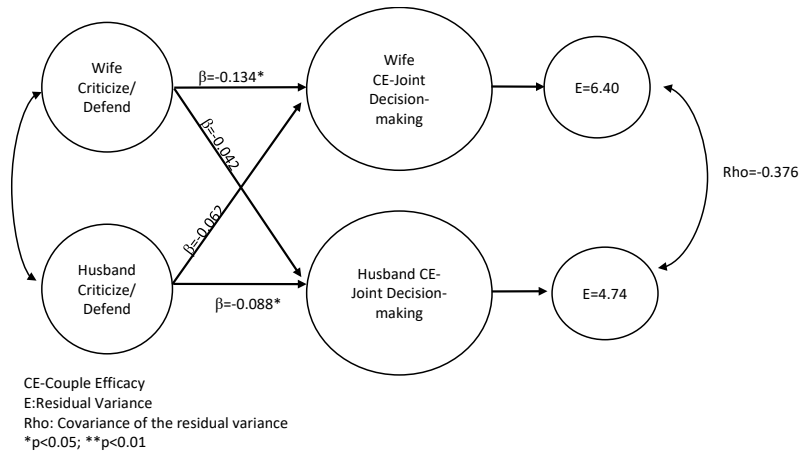 Wife
Criticize/
Defend
β=-0.134*
Wife
CE-Joint
Decision-
making
E=6.40
β=-0.042
Rho=-0.376
β=-0.062
Husband
Criticize/
Defend
β=-0.088*
Husband CE-
Joint Decision-
making
E=4.74
CE-Couple Efficacy
E:Residual Variance
Rho: Covariance of the residual variance
*p<0.05; **p<0.01